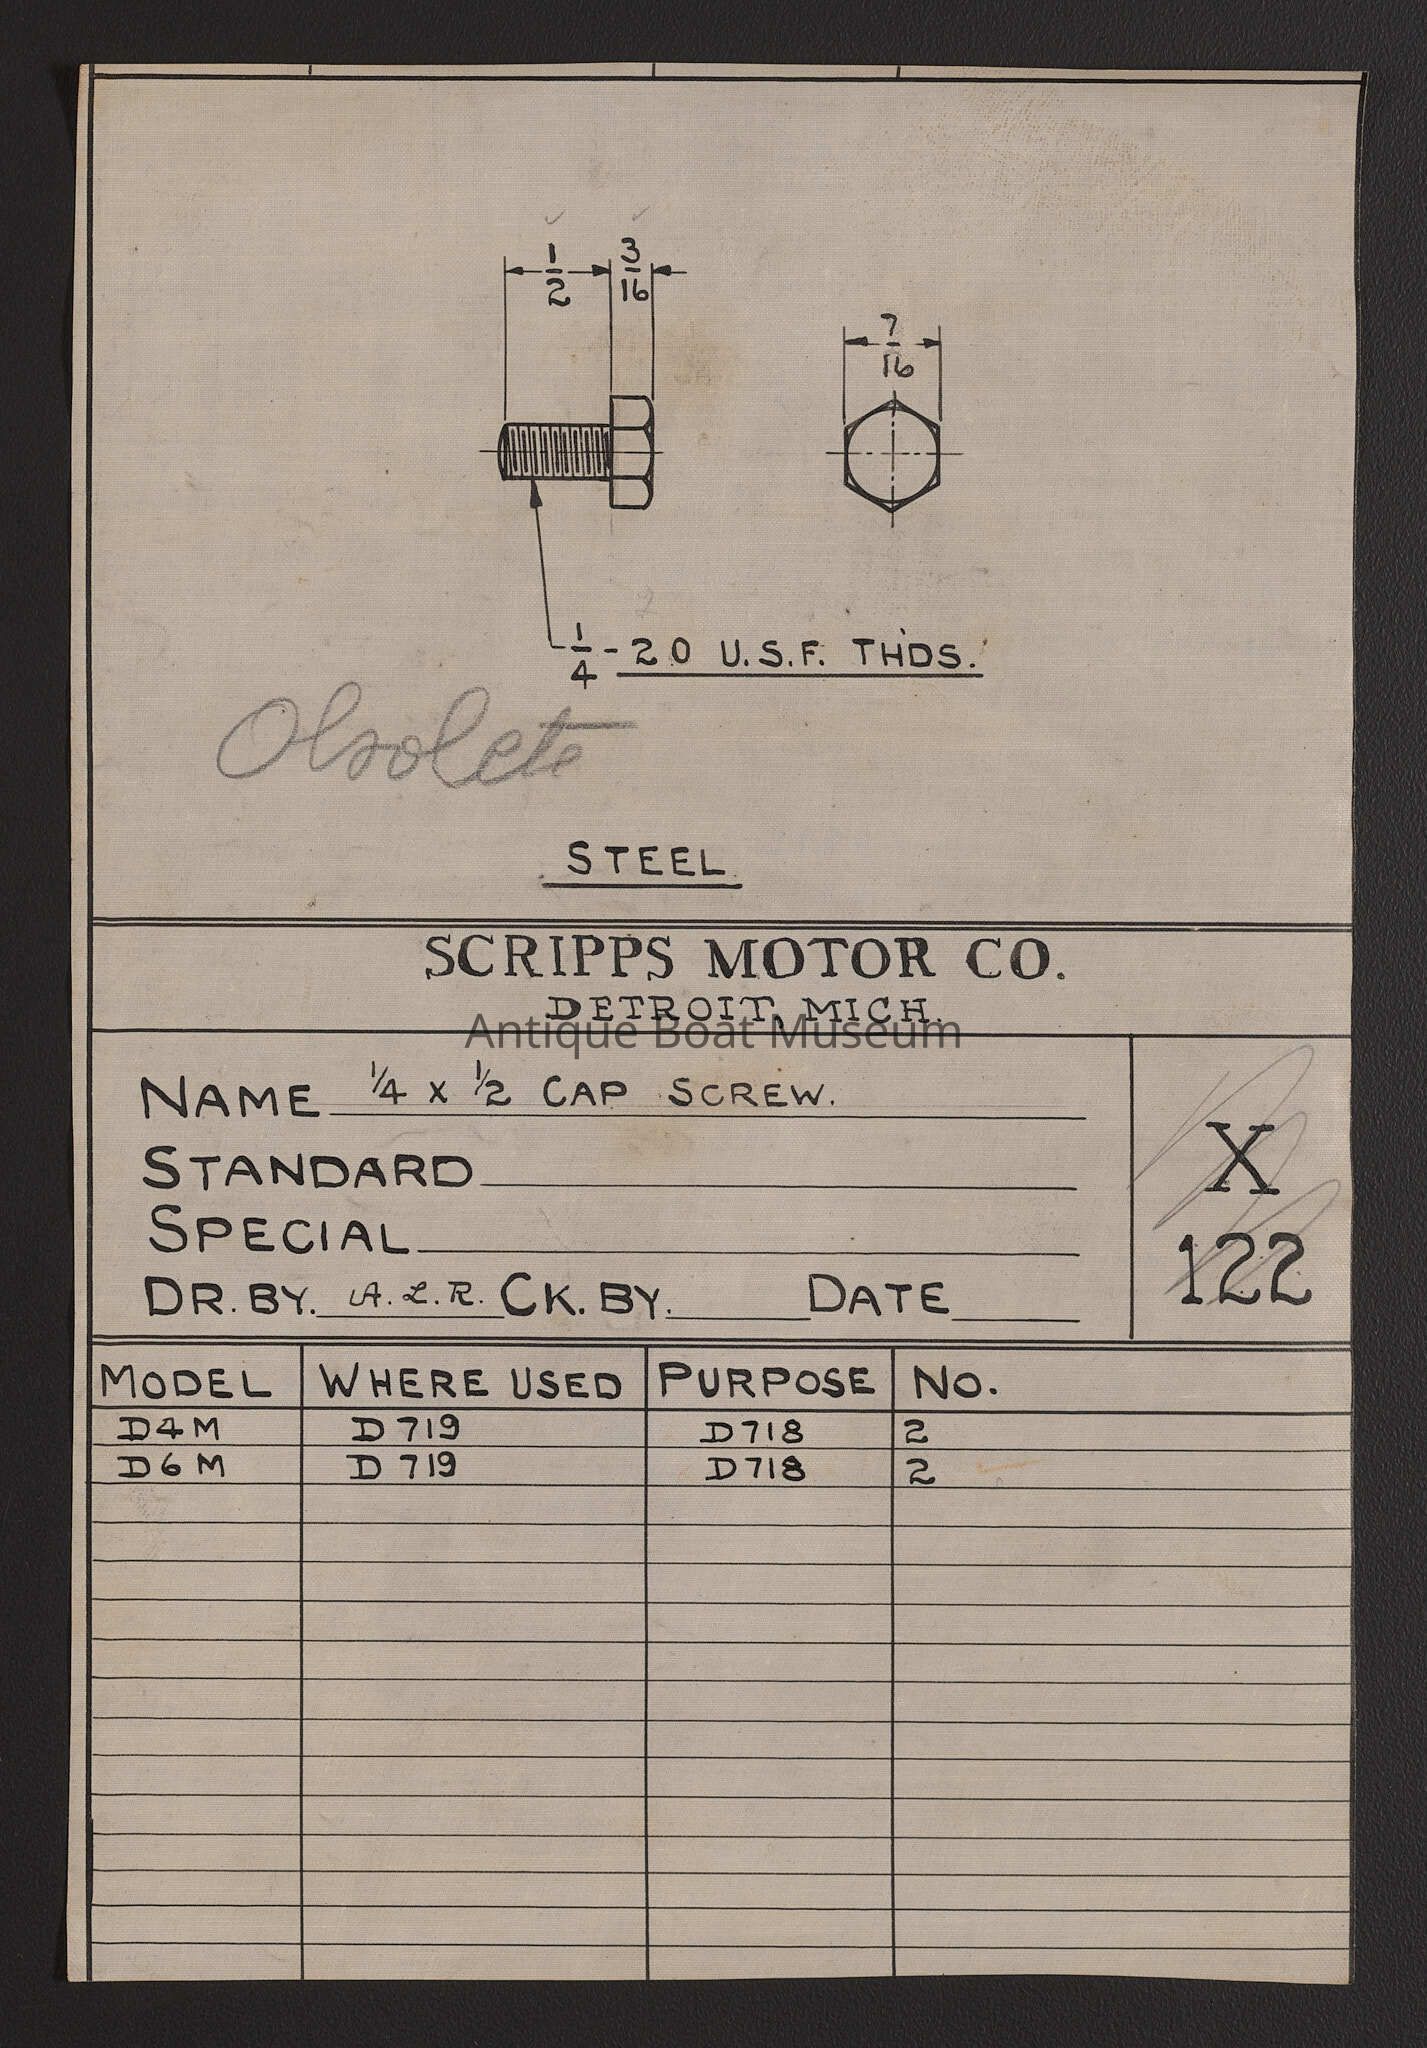 1/2 3/16
7/16
1/4 - 20 U.S.F. THDS.
Obsolete
STEEL
SCRIPPS MOTOR CO.
DETROIT, MICH.
Antique Boat Museum
NAME 1/4 X 1/2 CAP SCREW.
STANDARD
SPECIAL
DR. BY. A.L.R. CK. BY. DATE
X
122
MODEL WHERE USED PURPOSE NO.
D4M D719 D718 2
D6M D719 D718 2